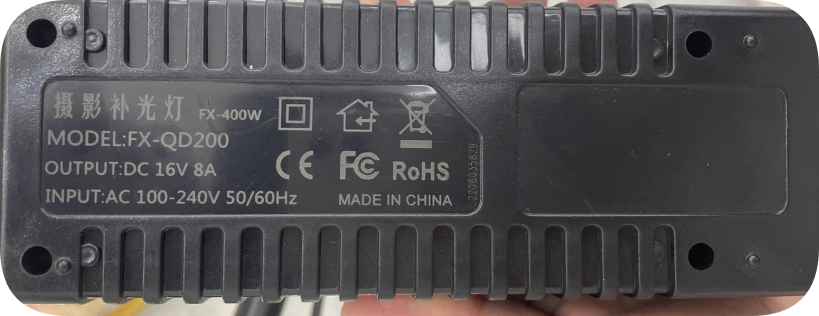 摄影补光灯 FX-400W
MODEL:FX-QD200
OUTPUT:DC 16V 8A
INPUT:AC 100-240V 50/60Hz
CE FC RoHS
MADE IN CHINA
2206035829